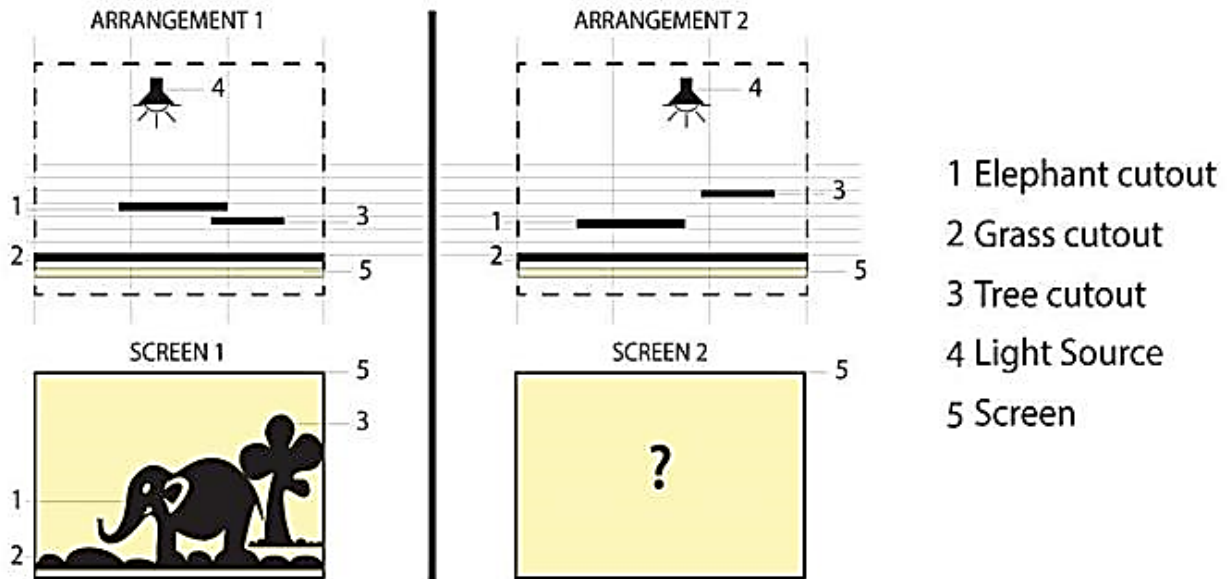 ARRANGEMENT 1
4
1
3
2
5
SCREEN 1
5
3
1
2
ARRANGEMENT 2
4
3
1
2
5
SCREEN 2
5
?
1 Elephant cutout
2 Grass cutout
3 Tree cutout
4 Light Source
5 Screen